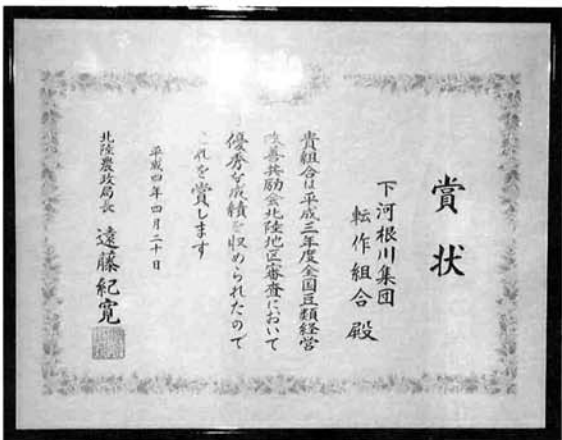 賞状
下河根川集団
転作組合殿
貴組合は平成三年度全国豆類経営
改善共励会北陸地区審査において
優秀な成績を収められたので
これを賞します
平成四年四月二十日
北陸農政局長 遠藤紀寛